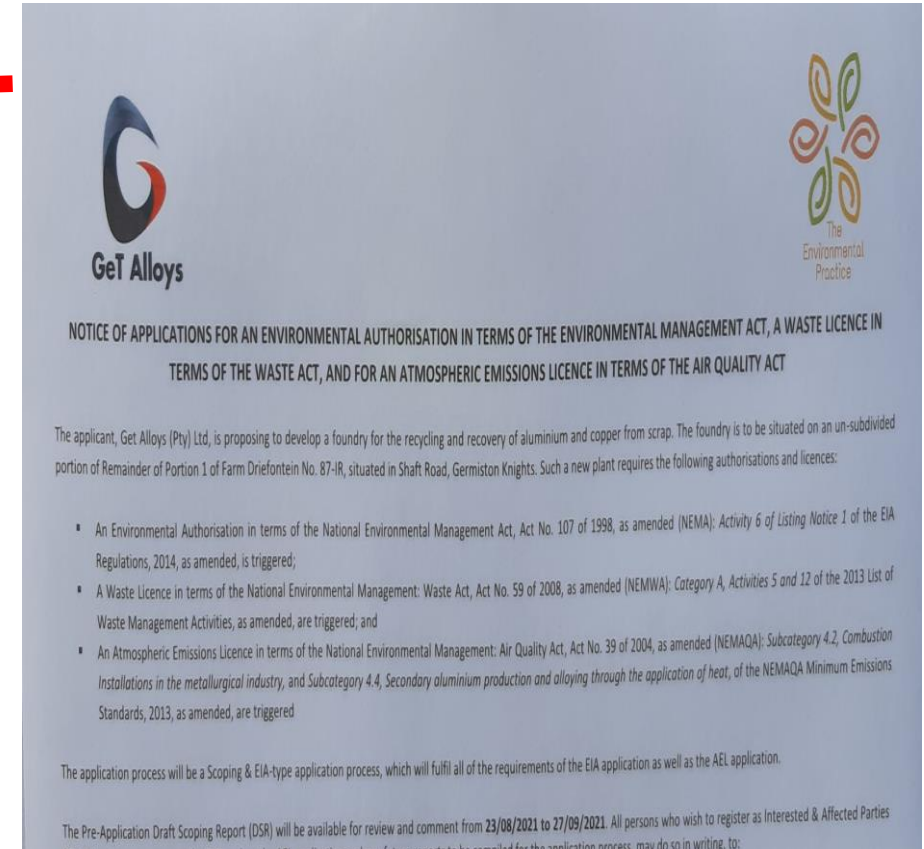 GeT Alloys
The
Environmental
Practice
NOTICE OF APPLICATIONS FOR AN ENVIRONMENTAL AUTHORISATION IN TERMS OF THE ENVIRONMENTAL MANAGEMENT ACT, A WASTE LICENCE IN
TERMS OF THE WASTE ACT, AND FOR AN ATMOSPHERIC EMISSIONS LICENCE IN TERMS OF THE AIR QUALITY ACT
The applicant, Get Alloys (Pty) Ltd, is proposing to develop a foundry for the recycling and recovery of aluminium and copper from scrap. The foundry is to be situated on an un-subdivided
portion of Remainder of Portion 1 of Farm Driefontein No. 87-IR, situated in Shaft Road, Germiston Knights. Such a new plant requires the following authorisations and licences:
▪ An Environmental Authorisation in terms of the National Environmental Management Act, Act No. 107 of 1998, as amended (NEMA): Activity 6 of Listing Notice 1 of the EIA
Regulations, 2014, as amended, is triggered;
▪ A Waste Licence in terms of the National Environmental Management: Waste Act, Act No. 59 of 2008, as amended (NEMWA): Category A, Activities 5 and 12 of the 2013 List of
Waste Management Activities, as amended, are triggered; and
▪ An Atmospheric Emissions Licence in terms of the National Environmental Management: Air Quality Act, Act No. 39 of 2004, as amended (NEMAQA): Subcategory 4.2, Combustion
Installations in the metallurgical industry, and Subcategory 4.4, Secondary aluminium production and alloying through the application of heat, of the NEMAQA Minimum Emissions
Standards, 2013, as amended, are triggered
The application process will be a Scoping & EIA-type application process, which will fulfil all of the requirements of the EIA application as well as the AEL application.
The Pre-Application Draft Scoping Report (DSR) will be available for review and comment from 23/08/2021 to 27/09/2021. All persons who wish to register as Interested & Affected Parties
to be compiled for the application process, may do so in writing, to: